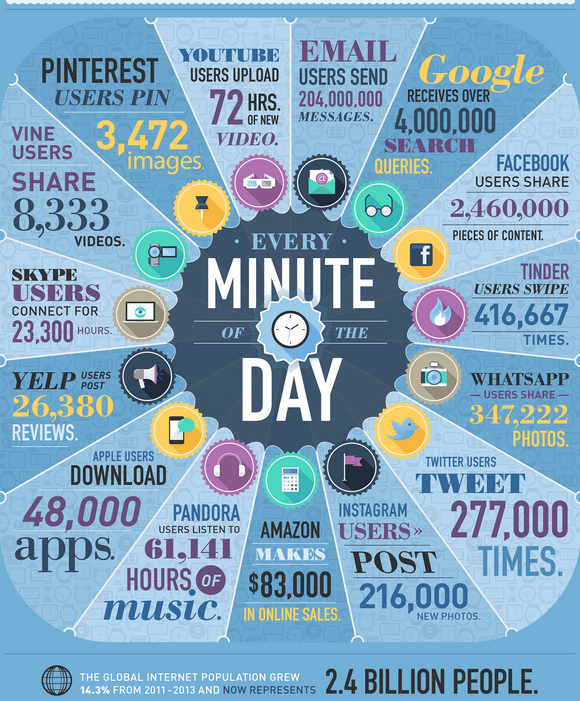 PINTEREST
USERS PIN
3,472
images.
YOUTUBE
USERS UPLOAD
72 HRS.
OF NEW
VIDEO.
EMAIL
USERS SEND
204,000,000
MESSAGES.
Google
RECEIVES OVER
4,000,000
SEARCH
QUERIES.
FACEBOOK
USERS SHARE
2,460,000
PIECES OF CONTENT.
TINDER
USERS SWIPE
416,667
TIMES.
WHATSAPP
USERS SHARE
347,222
PHOTOS.
TWITTER USERS
TWEET
277,000
TIMES.
INSTAGRAM
USERS »
POST
216,000
NEW PHOTOS.
AMAZON
MAKES
$83,000
IN ONLINE SALES.
PANDORA
USERS LISTEN TO
61,141
HOURS OF
music.
APPLE USERS
DOWNLOAD
48,000
apps.
YELP USERS
POST
26,380
REVIEWS.
SKYPE
USERS
CONNECT FOR
23,300 HOURS.
VINE
USERS
SHARE
8,333
VIDEOS.
· EVERY ·
MINUTE
OF THE
DAY
THE GLOBAL INTERNET POPULATION GREW
14.3% FROM 2011-2013 AND NOW REPRESENTS 2.4 BILLION PEOPLE.